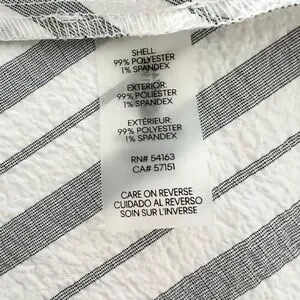 SHELL:
99% POLYESTER
1% SPANDEX
EXTERIOR:
99% POLIÉSTER
1% SPANDEX
EXTÉRIEUR:
99% POLYESTER
1% SPANDEX
RN# 54163
CA# 57151
CARE ON REVERSE
CUIDADO AL REVERSO
SOIN SUR L'INVERSE